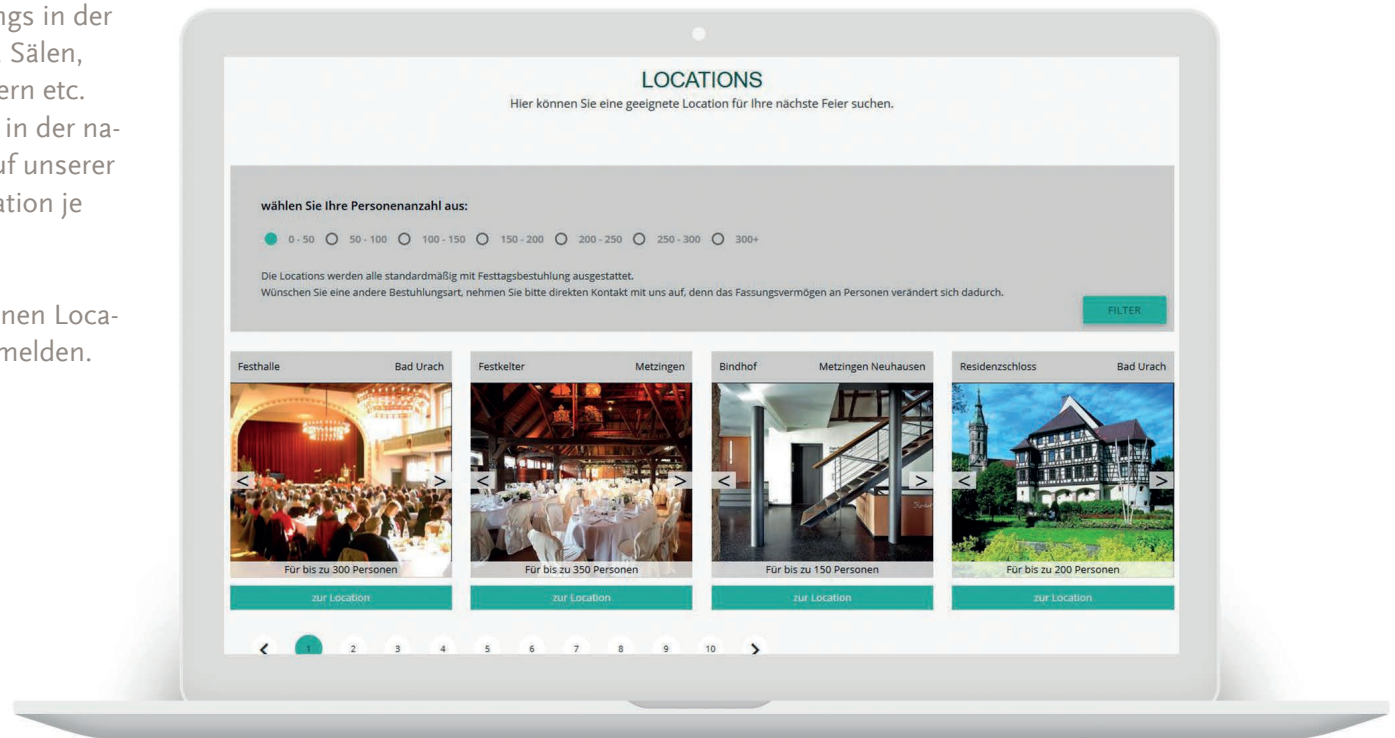 ngs in der
Sälen,
ern etc.
in der na-
uf unserer
ation je
nen Loca-
melden.
LOCATIONS
Hier können Sie eine geeignete Location für Ihre nächste Feier suchen.
wählen Sie Ihre Personenanzahl aus:
0 - 50 50 - 100 100 - 150 150 - 200 200 - 250 250 - 300 300+
Die Locations werden alle standardmäßig mit Festtagsbestuhlung ausgestattet.
Wünschen Sie eine andere Bestuhlungsart, nehmen Sie bitte direkten Kontakt mit uns auf, denn das Fassungsvermögen an Personen verändert sich dadurch.
FILTER
Festhalle Bad Urach
< >
Für bis zu 300 Personen
zur Location
Festkelter Metzingen
< >
Für bis zu 350 Personen
zur Location
Bindhof Metzingen Neuhausen
< >
Für bis zu 150 Personen
zur Location
Residenzschloss Bad Urach
< >
Für bis zu 200 Personen
zur Location
< 1 2 3 4 5 6 7 8 9 10 >